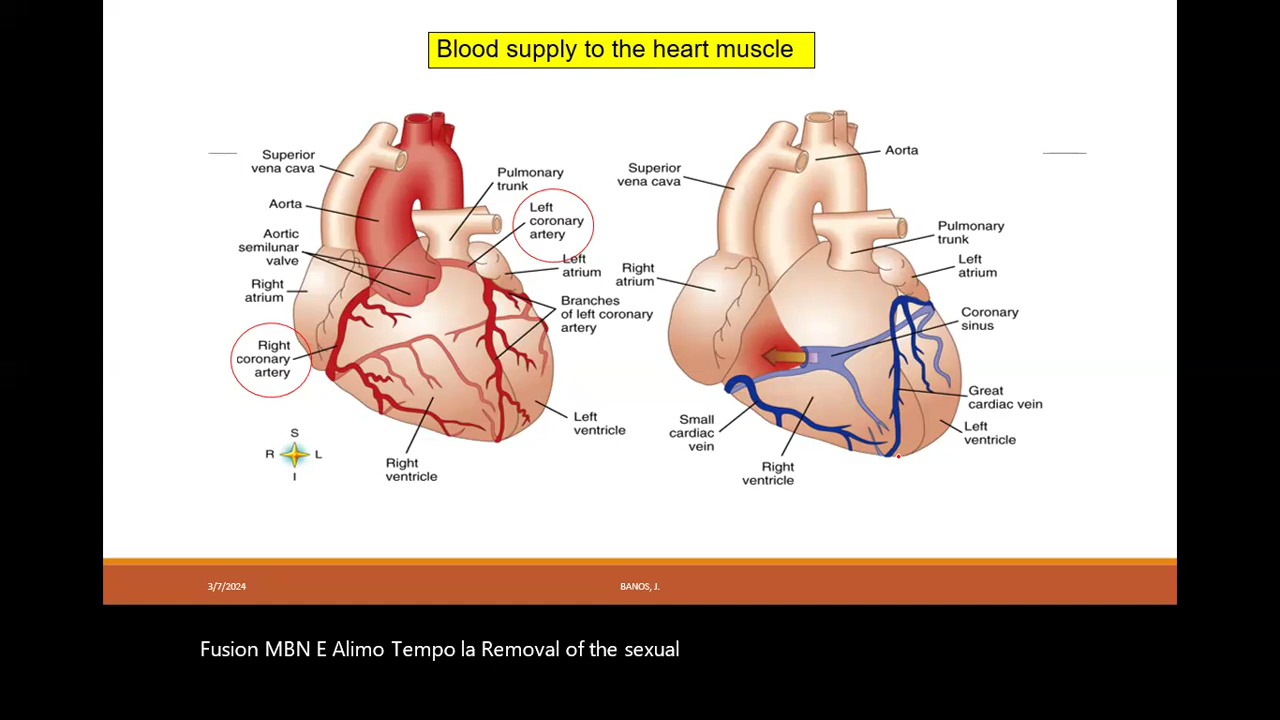 Blood supply to the heart muscle
Superior
vena cava
Aorta
Aortic
semilunar
valve
Right
atrium
Right
coronary
artery
Pulmonary
trunk
Left
coronary
artery
Left
atrium
Branches
of left coronary
artery
Left
ventricle
Right
ventricle
S
R L
I
Superior
vena cava
Aorta
Right
atrium
Pulmonary
trunk
Left
atrium
Coronary
sinus
Great
cardiac vein
Left
ventricle
Small
cardiac
vein
Right
ventricle
3/7/2024 BANOS, J.
Fusion MBN E Alimo Tempo la Removal of the sexual